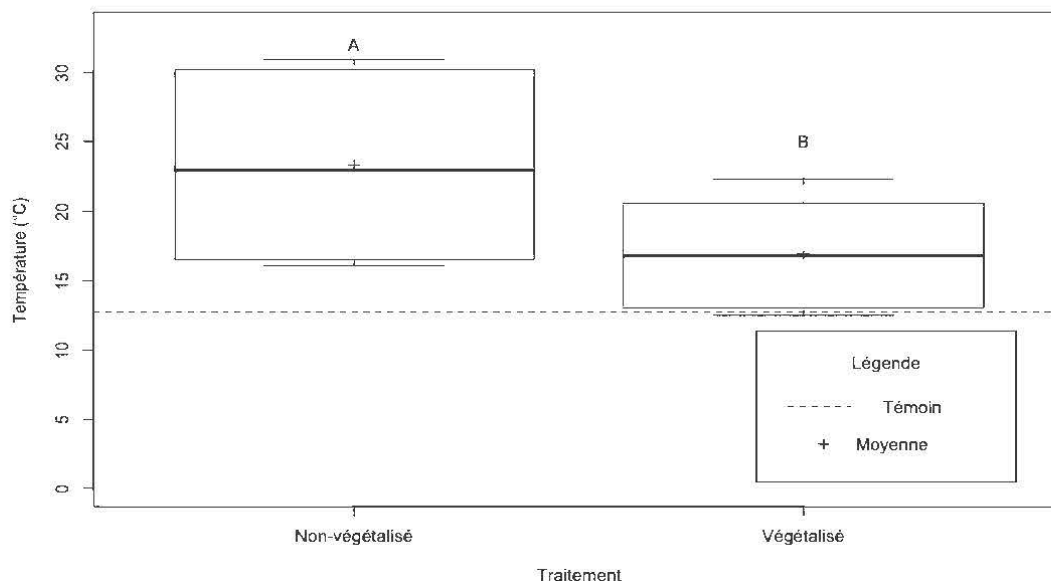 A
B
Température (°C)
30
25
20
15
10
5
0
Légende
Témoin
Moyenne
Non-végétalisé
Végétalisé
Traitement